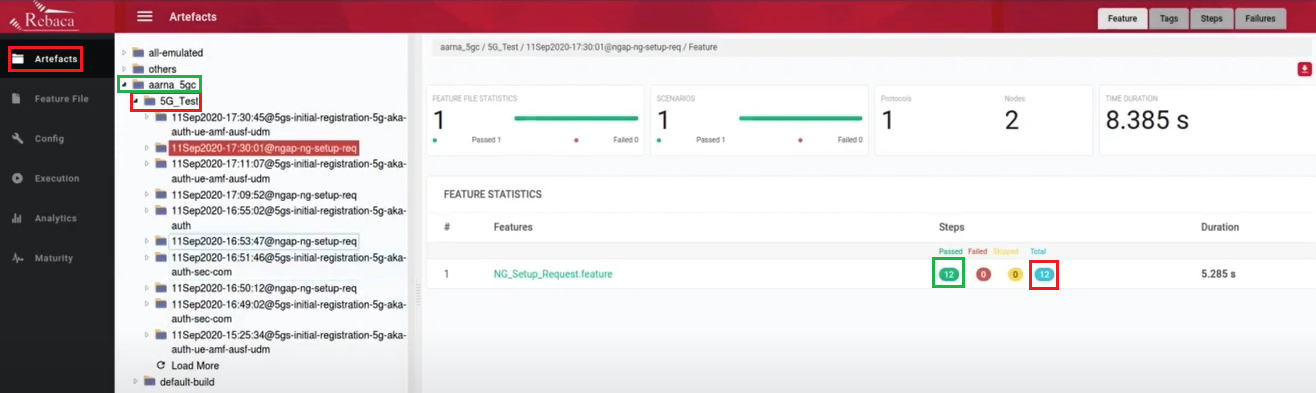 Rebaca
Artefacts
Feature
Tags
Steps
Failures
Artefacts
Feature File
Config
Execution
Analytics
Maturity
all-emulated
others
aarna_5gc
5G_Test
11Sep2020-17:30:45@5gs-initial-registration-5g-aka-
auth-ue-amf-ausf-udm
11Sep2020-17:30:01@ngap-ng-setup-req
11Sep2020-17:11:07@5gs-initial-registration-5g-aka-
auth-ue-amf-ausf-udm
11Sep2020-17:09:52@ngap-ng-setup-req
11Sep2020-16:55:02@5gs-initial-registration-5g-aka-
auth
11Sep2020-16:53:47@ngap-ng-setup-req
11Sep2020-16:51:46@5gs-initial-registration-5g-aka-
auth-sec-com
11Sep2020-16:50:12@ngap-ng-setup-req
11Sep2020-16:49:02@5gs-initial-registration-5g-aka-
auth-sec-com
11Sep2020-15:25:34@5gs-initial-registration-5g-aka-
auth-ue-amf-ausf-udm
Load More
default-build
aarna_5gc / 5G_Test / 11Sep2020-17:30:01@ngap-ng-setup-req / Feature
FEATURE FILE STATISTICS
1
Passed 1 Failed 0
SCENARIOS
1
Passed 1 Failed 0
Protocols
1
Nodes
2
TIME DURATION
8.385 s
FEATURE STATISTICS
# Features Steps Duration
Passed Failed Skipped Total
1 NG_Setup_Request.feature 12 0 0 12 5.285 s